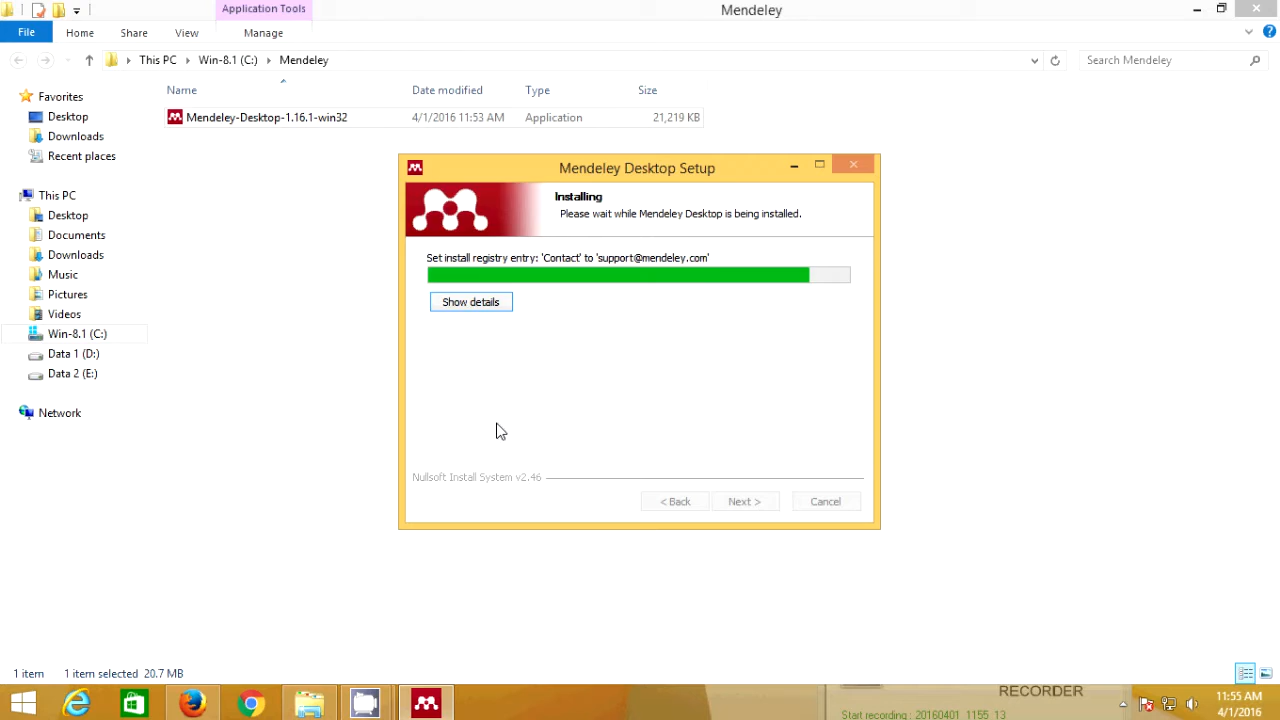 Application Tools
Mendeley
File
Home
Share
View
Manage
This PC
Win-8.1 (C:)
Mendeley
Search Mendeley
Name
Date modified
Type
Size
Mendeley-Desktop-1.16.1-win32
4/1/2016 11:53 AM
Application
21,219 KB
Favorites
Desktop
Downloads
Recent places
This PC
Desktop
Documents
Downloads
Music
Pictures
Videos
Win-8.1 (C:)
Data 1 (D:)
Data 2 (E:)
Network
Mendeley Desktop Setup
Installing
Please wait while Mendeley Desktop is being installed.
Set install registry entry: 'Contact' to 'support@mendeley.com'
Show details
Nullsoft Install System v2.46
< Back
Next >
Cancel
1 item
1 item selected 20.7 MB
RECORDER
Start recording : 20160401_1155_13
11:55 AM
4/1/2016